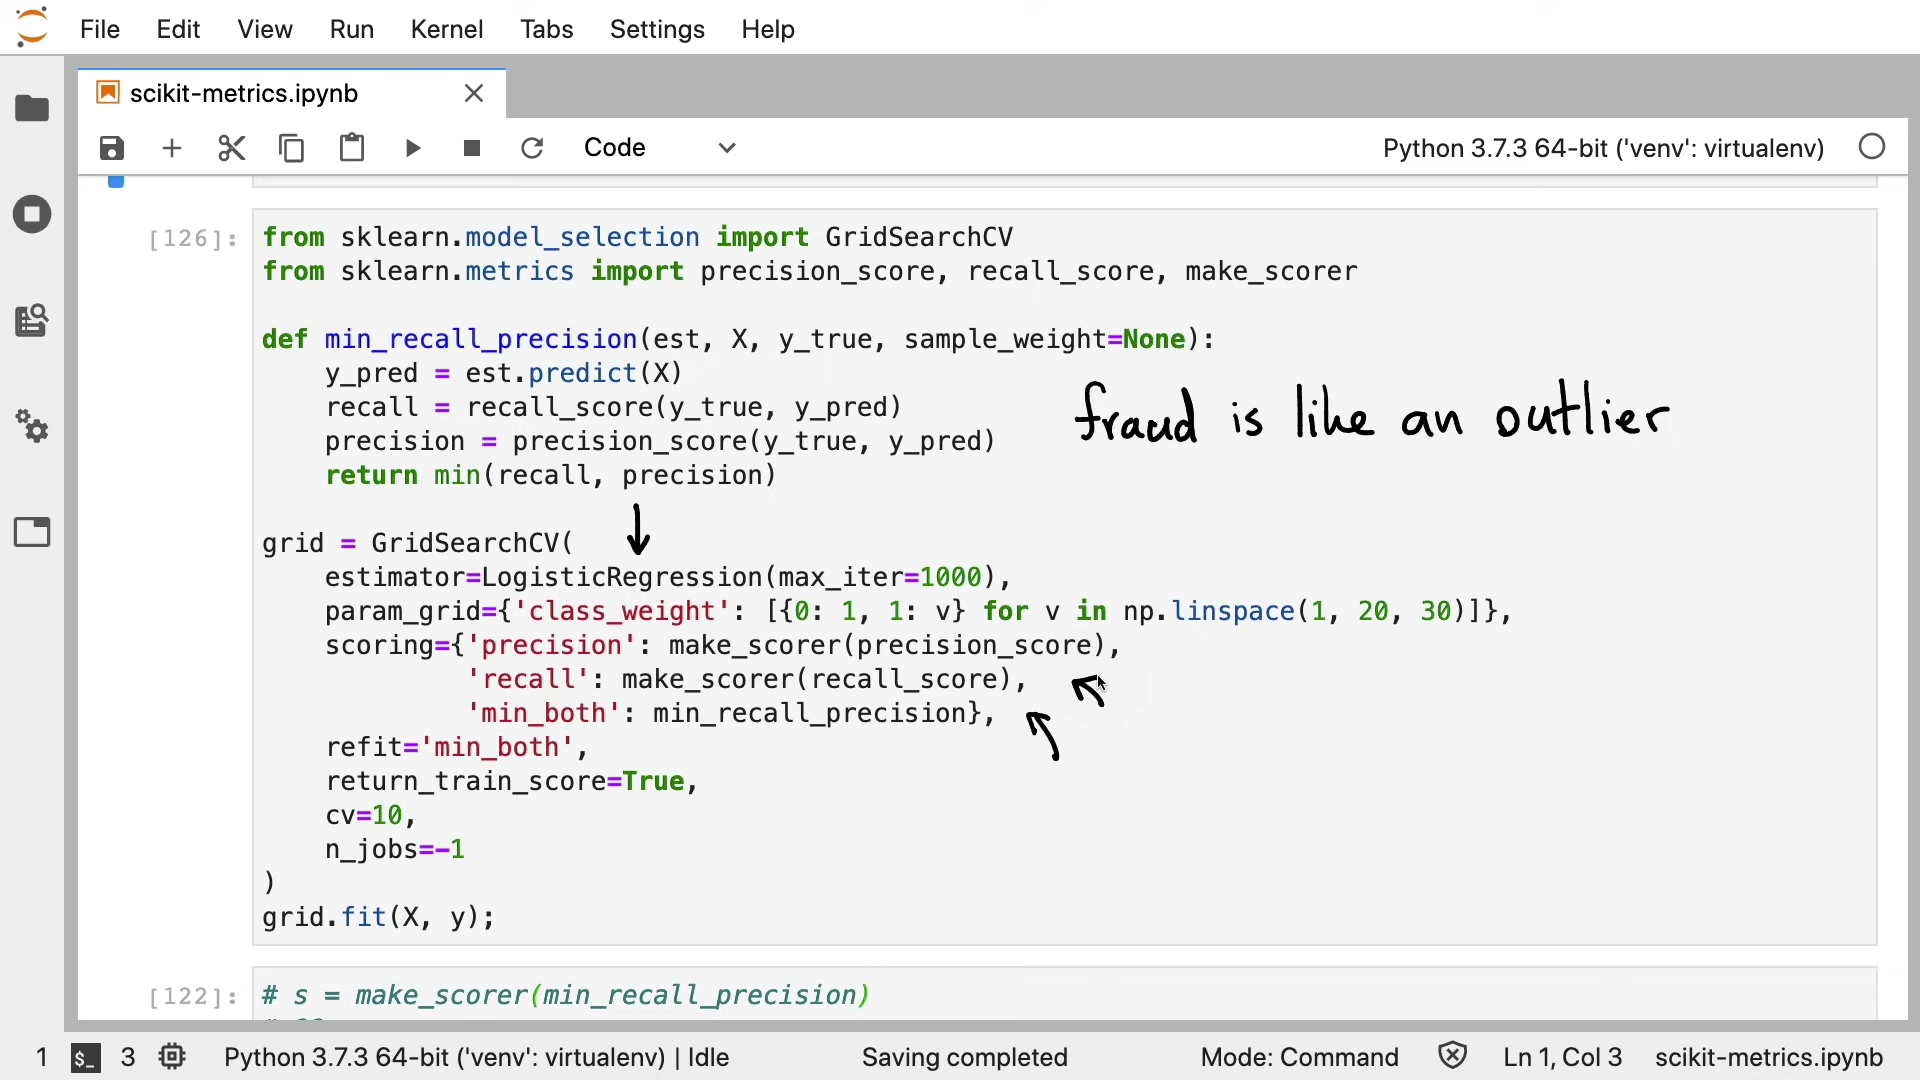 File Edit View Run Kernel Tabs Settings Help
scikit-metrics.ipynb
Code
Python 3.7.3 64-bit ('venv': virtualenv)
[126]:
from sklearn.model_selection import GridSearchCV
from sklearn.metrics import precision_score, recall_score, make_scorer
def min_recall_precision(est, X, y_true, sample_weight=None):
    y_pred = est.predict(X)
    recall = recall_score(y_true, y_pred)
    precision = precision_score(y_true, y_pred)
    return min(recall, precision)
fraud is like an outlier
grid = GridSearchCV(
    estimator=LogisticRegression(max_iter=1000),
    param_grid={'class_weight': [{0: 1, 1: v} for v in np.linspace(1, 20, 30)]},
    scoring={'precision': make_scorer(precision_score),
             'recall': make_scorer(recall_score),
             'min_both': min_recall_precision},
    refit='min_both',
    return_train_score=True,
    cv=10,
    n_jobs=-1
)
grid.fit(X, y);
[122]:
# s = make_scorer(min_recall_precision)
1 $_ 3 Python 3.7.3 64-bit ('venv': virtualenv) | Idle Saving completed Mode: Command Ln 1, Col 3 scikit-metrics.ipynb